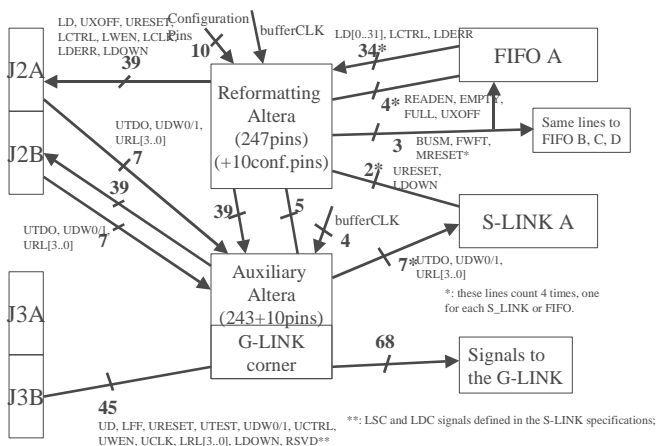 LD, UXOFF, URESET,
LCTRL, LWEN, LCLK,
LDERR, LDOWN
Configuration
Pins
10
bufferCLK
LD[0..31], LCTRL, LDERR
34*
FIFO A
J2A
39
Reformatting
Altera
(247pins)
(+10conf.pins)
4*
READEN, EMPTY,
FULL, UXOFF
3
BUSM, FWFT,
MRESET*
Same lines to
FIFO B, C, D
UTDO, UDW0/1,
URL[3..0]
7
J2B
39
2*
URESET,
LDOWN
39
5
bufferCLK
4
S-LINK A
UTDO, UDW0/1,
URL[3..0]
7
Auxiliary
Altera
(243+10pins)
G-LINK
corner
7*
UTDO, UDW0/1,
URL[3..0]
*: these lines count 4 times, one
for each S_LINK or FIFO.
J3A
J3B
68
Signals to
the G-LINK
45
UD, LFF, URESET, UTEST, UDW0/1, UCTRL,
UWEN, UCLK, LRL[3..0], LDOWN, RSVD**
**: LSC and LDC signals defined in the S-LINK specifications;